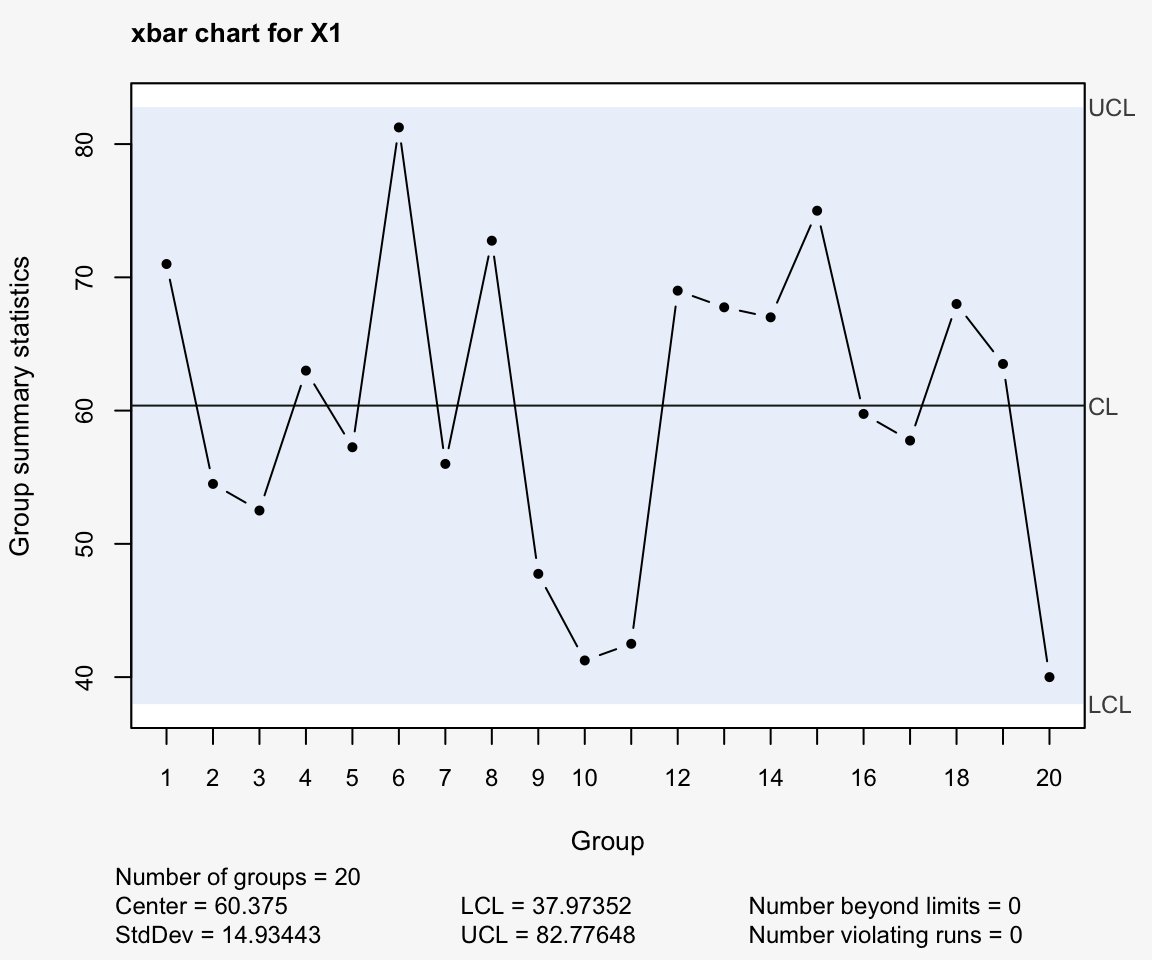 xbar chart for X1
UCL
80
70
60
50
40
CL
LCL
Group summary statistics
1 2 3 4 5 6 7 8 9 10 12 14 16 18 20
Group
Number of groups = 20
Center = 60.375 LCL = 37.97352 Number beyond limits = 0
StdDev = 14.93443 UCL = 82.77648 Number violating runs = 0